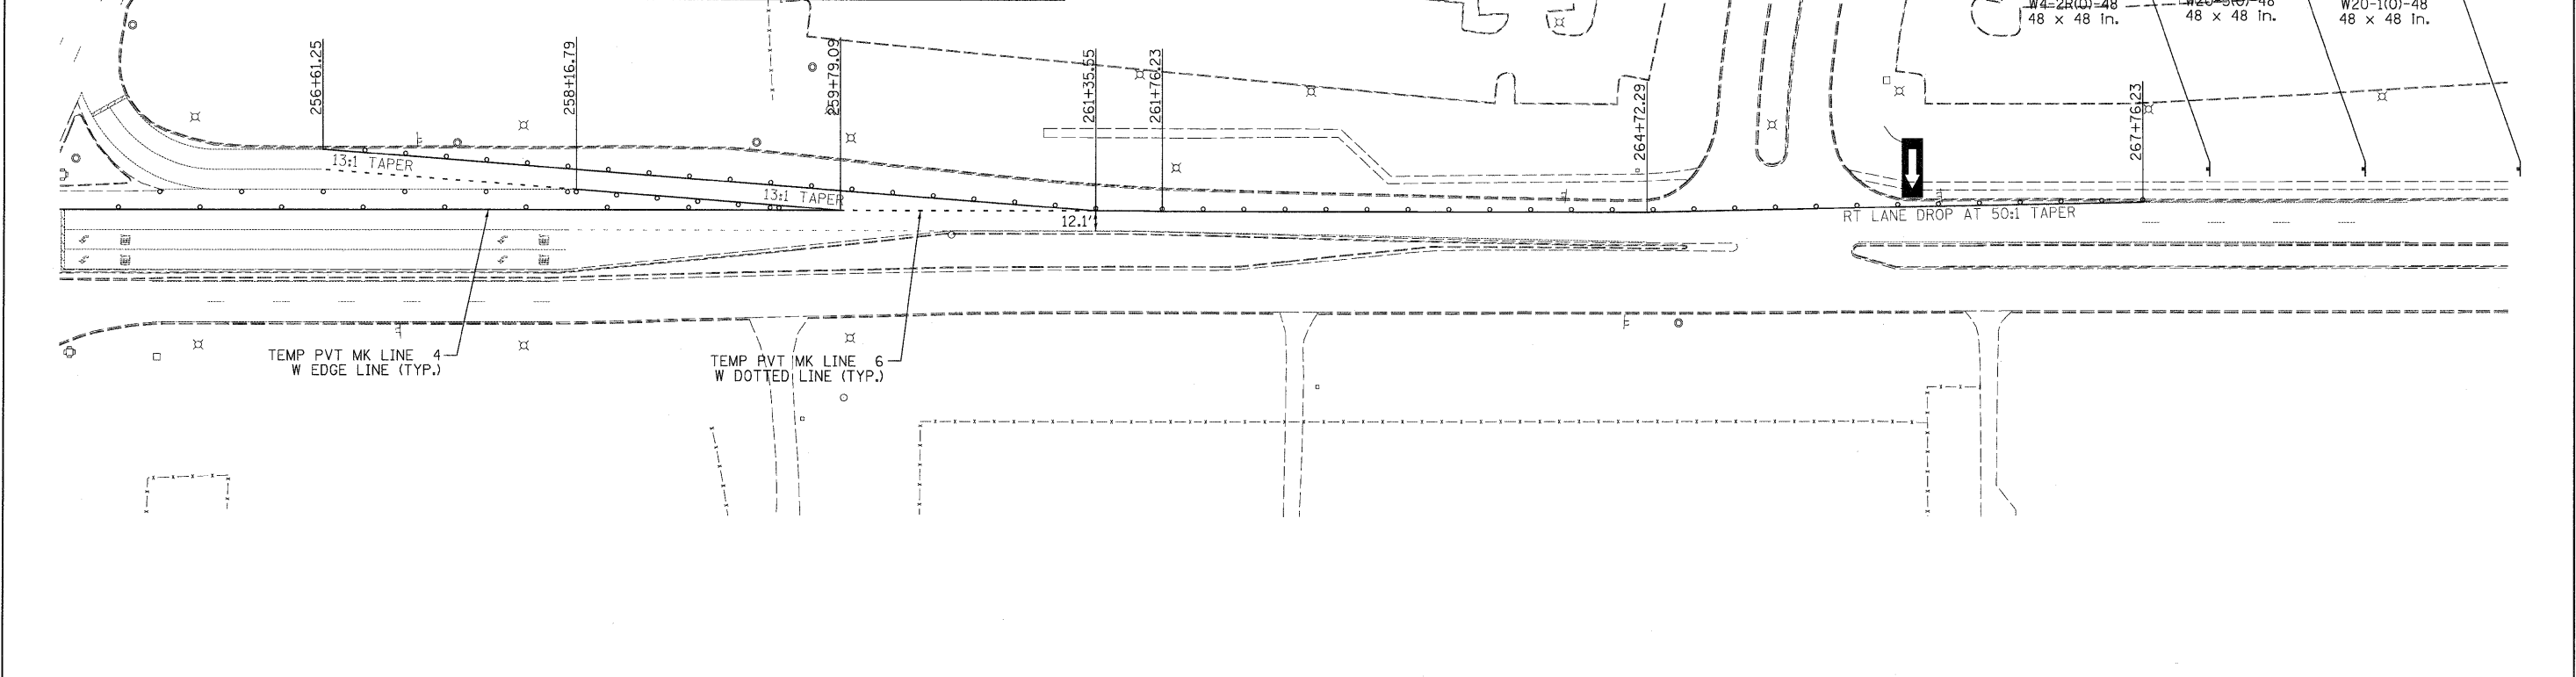 W4-2R(O)-48
48 x 48 in.
48 x 48 in.
W20-1(O)-48
48 x 48 in.
256+61.25
258+16.79
259+79.09
261+35.55
261+76.23
264+72.29
267+76.23
13:1 TAPER
13:1 TAPER
12.1'
RT LANE DROP AT 50:1 TAPER
TEMP PVT MK LINE 4
W EDGE LINE (TYP.)
TEMP PVT MK LINE 6
W DOTTED LINE (TYP.)